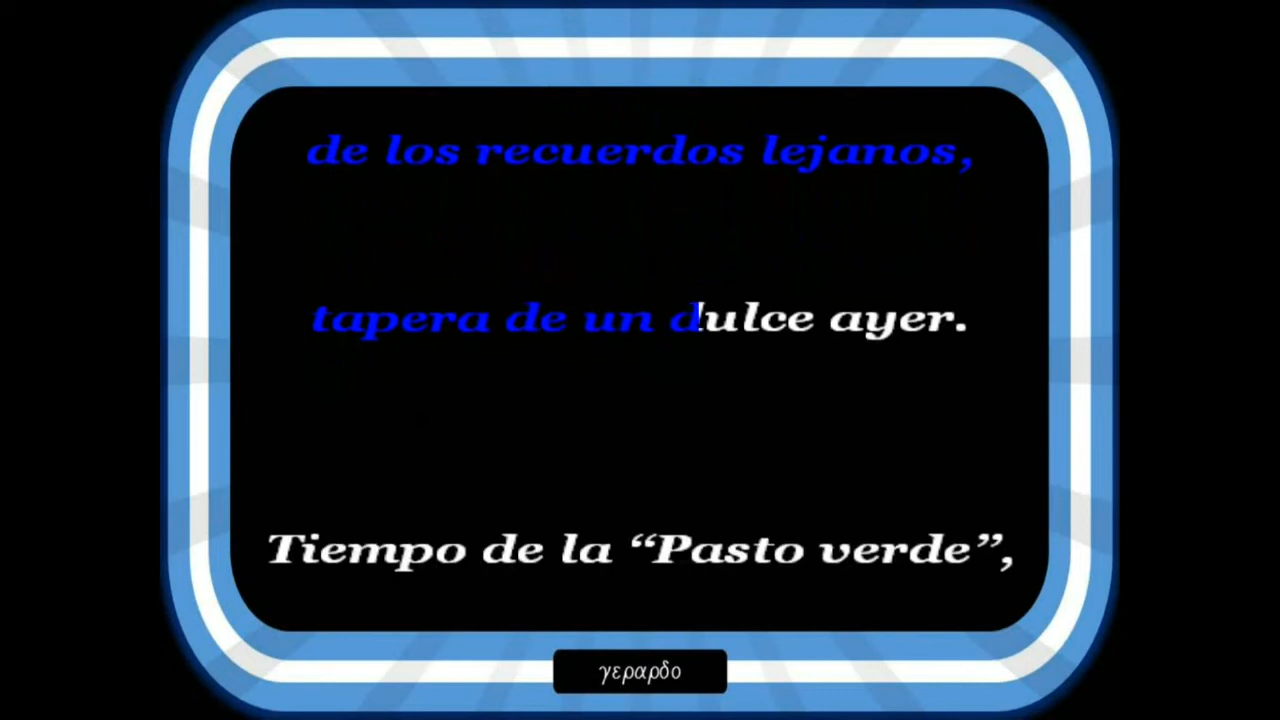 de los recuerdos lejanos,
tapera de un dulce ayer.
Tiempo de la “Pasto verde”,
γεραρδο